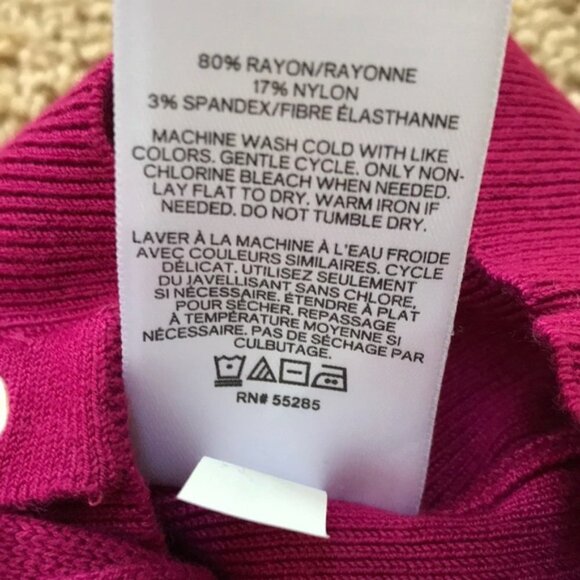 80% RAYON/RAYONNE
17% NYLON
3% SPANDEX/FIBRE ÉLASTHANNE
MACHINE WASH COLD WITH LIKE
COLORS. GENTLE CYCLE. ONLY NON-
CHLORINE BLEACH WHEN NEEDED.
LAY FLAT TO DRY. WARM IRON IF
NEEDED. DO NOT TUMBLE DRY.
LAVER À LA MACHINE À L'EAU FROIDE
AVEC COULEURS SIMILAIRES. CYCLE
DÉLICAT. UTILISEZ SEULEMENT
DU JAVELLISANT SANS CHLORE,
SI NÉCESSAIRE. ÉTENDRE À PLAT
POUR SÉCHER. REPASSAGE
À TEMPÉRATURE MOYENNE SI
NÉCESSAIRE. PAS DE SÉCHAGE PAR
CULBUTAGE.
RN# 55285